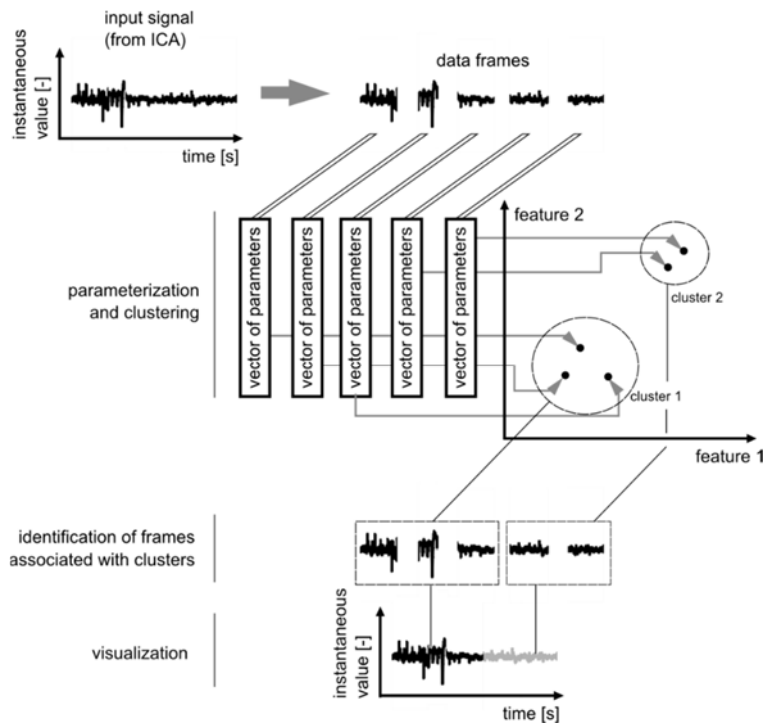 input signal
(from ICA)
data frames
instantaneous
value [-]
time [s]
feature 2
vector of parameters
vector of parameters
vector of parameters
vector of parameters
vector of parameters
parameterization
and clustering
cluster 2
cluster 1
feature 1
identification of frames
associated with clusters
visualization
instantaneous
value [-]
time [s]